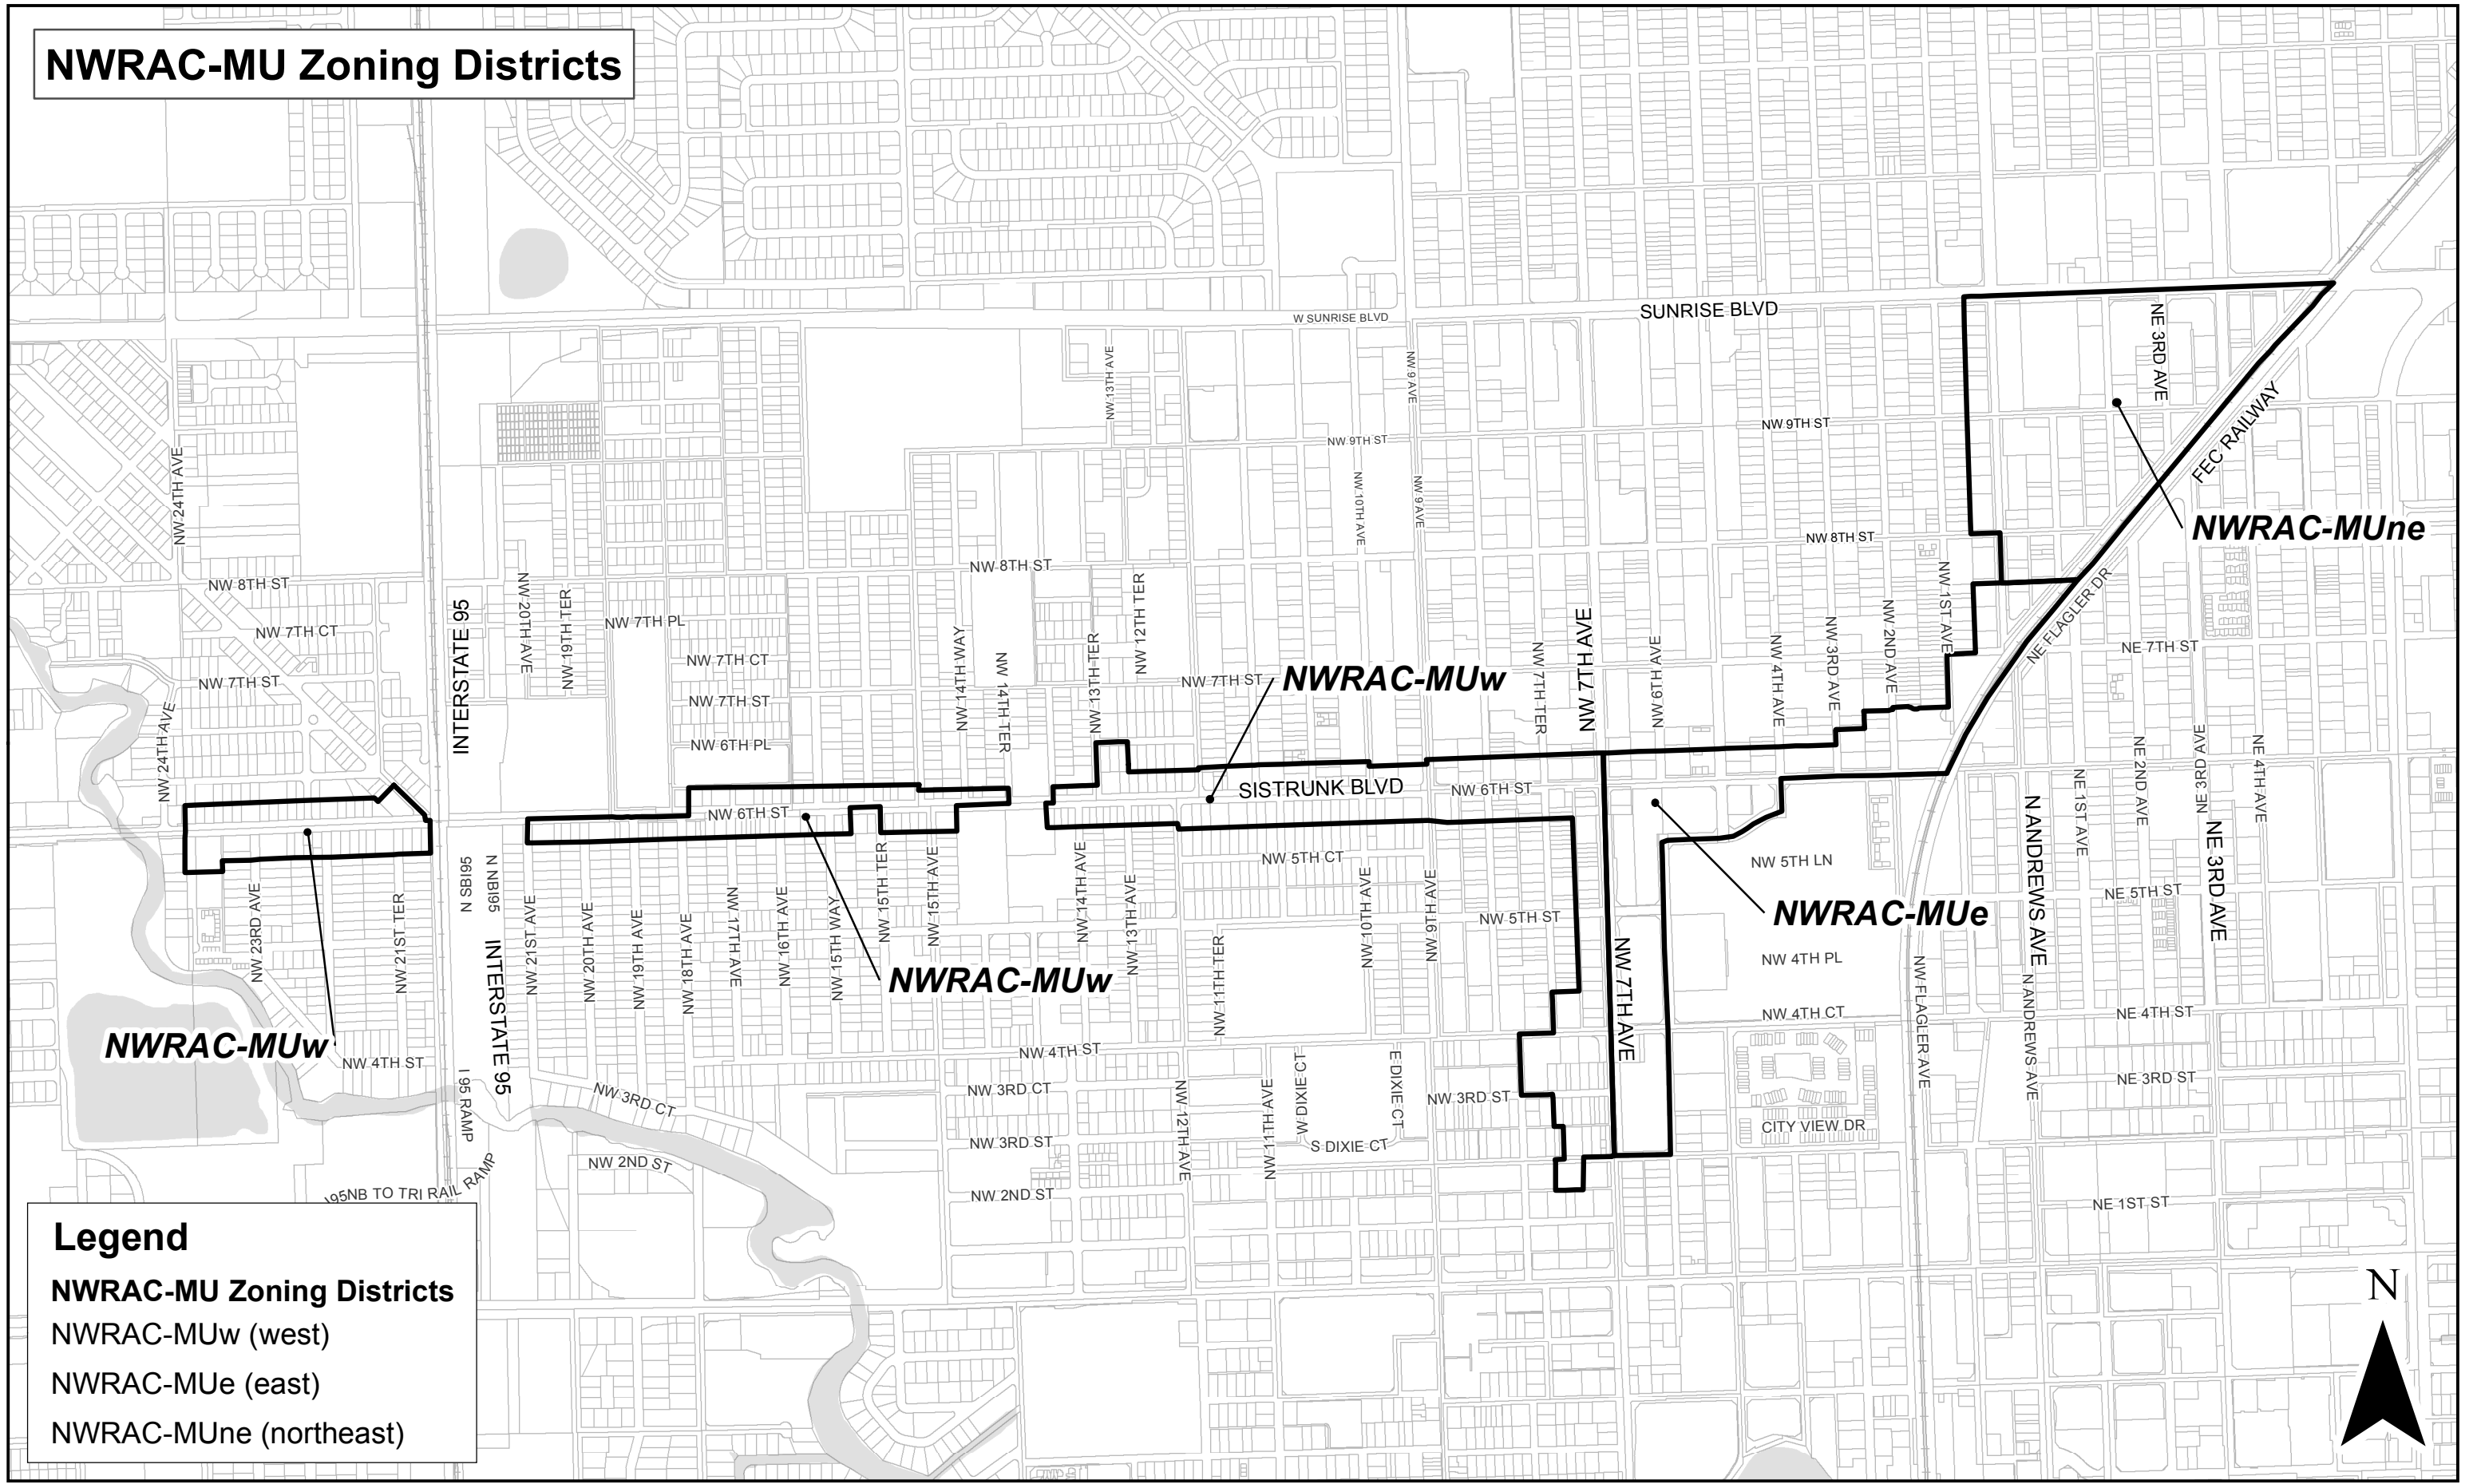 NWRAC-MU Zoning Districts
W SUNRISE BLVD
SUNRISE BLVD
NE 3RD AVE
NW 13TH AVE
NW 9 AVE
FEC RAILWAY
NW 9TH ST
NW 9TH ST
NW 24TH AVE
NW 10TH AVE
NW 9 AVE
NWRAC-MUne
NW 8TH ST
NW 8TH ST
NW 8TH ST
NW 20TH AVE
NW 19TH TER
NW 12TH TER
NW 1ST AVE
NE FLAGLER DR
INTERSTATE 95
NW 7TH PL
NW 7TH CT
NW 7TH CT
NW 14TH WAY
NW 14TH TER
NW 13TH TER
NW 7TH TER
NW 7TH AVE
NW 6TH AVE
NW 4TH AVE
NW 3RD AVE
NW 2ND AVE
NE 7TH ST
NW 7TH ST
NW 7TH ST
NW 7TH ST
NWRAC-MUw
NW 24TH AVE
NW 6TH PL
NE 2ND AVE
NE 3RD AVE
NE 4TH AVE
NE 1ST AVE
SISTRUNK BLVD
NW 6TH ST
NW 6TH ST
N ANDREWS AVE
NE 3RD AVE
N SBI95
N NBI95
NW 5TH CT
NW 5TH LN
NW 23RD AVE
NW 21ST TER
NW 21ST AVE
NW 20TH AVE
NW 19TH AVE
NW 18TH AVE
NW 17TH AVE
NW 16TH AVE
NW 15TH WAY
NW 15TH TER
NW 15TH AVE
NW 14TH AVE
NW 13TH AVE
NW 11TH TER
NW 10TH AVE
NW 9TH AVE
NE 5TH ST
NW 5TH ST
NWRAC-MUe
INTERSTATE 95
NWRAC-MUw
NW 7TH AVE
NW 4TH PL
NW FLAGLER AVE
N ANDREWS AVE
NW 4TH CT
NE 4TH ST
NWRAC-MUw
NW 4TH ST
NW 4TH ST
I 95 RAMP
NW 3RD CT
NW 3RD CT
NW 12TH AVE
NW 11TH AVE
W DIXIE CT
E DIXIE CT
NW 3RD ST
NE 3RD ST
CITY VIEW DR
NW 3RD ST
S DIXIE CT
NW 2ND ST
I95NB TO TRI RAIL RAMP
NW 2ND ST
NE 1ST ST
Legend
NWRAC-MU Zoning Districts
NWRAC-MUw (west)
NWRAC-MUe (east)
NWRAC-MUne (northeast)
N